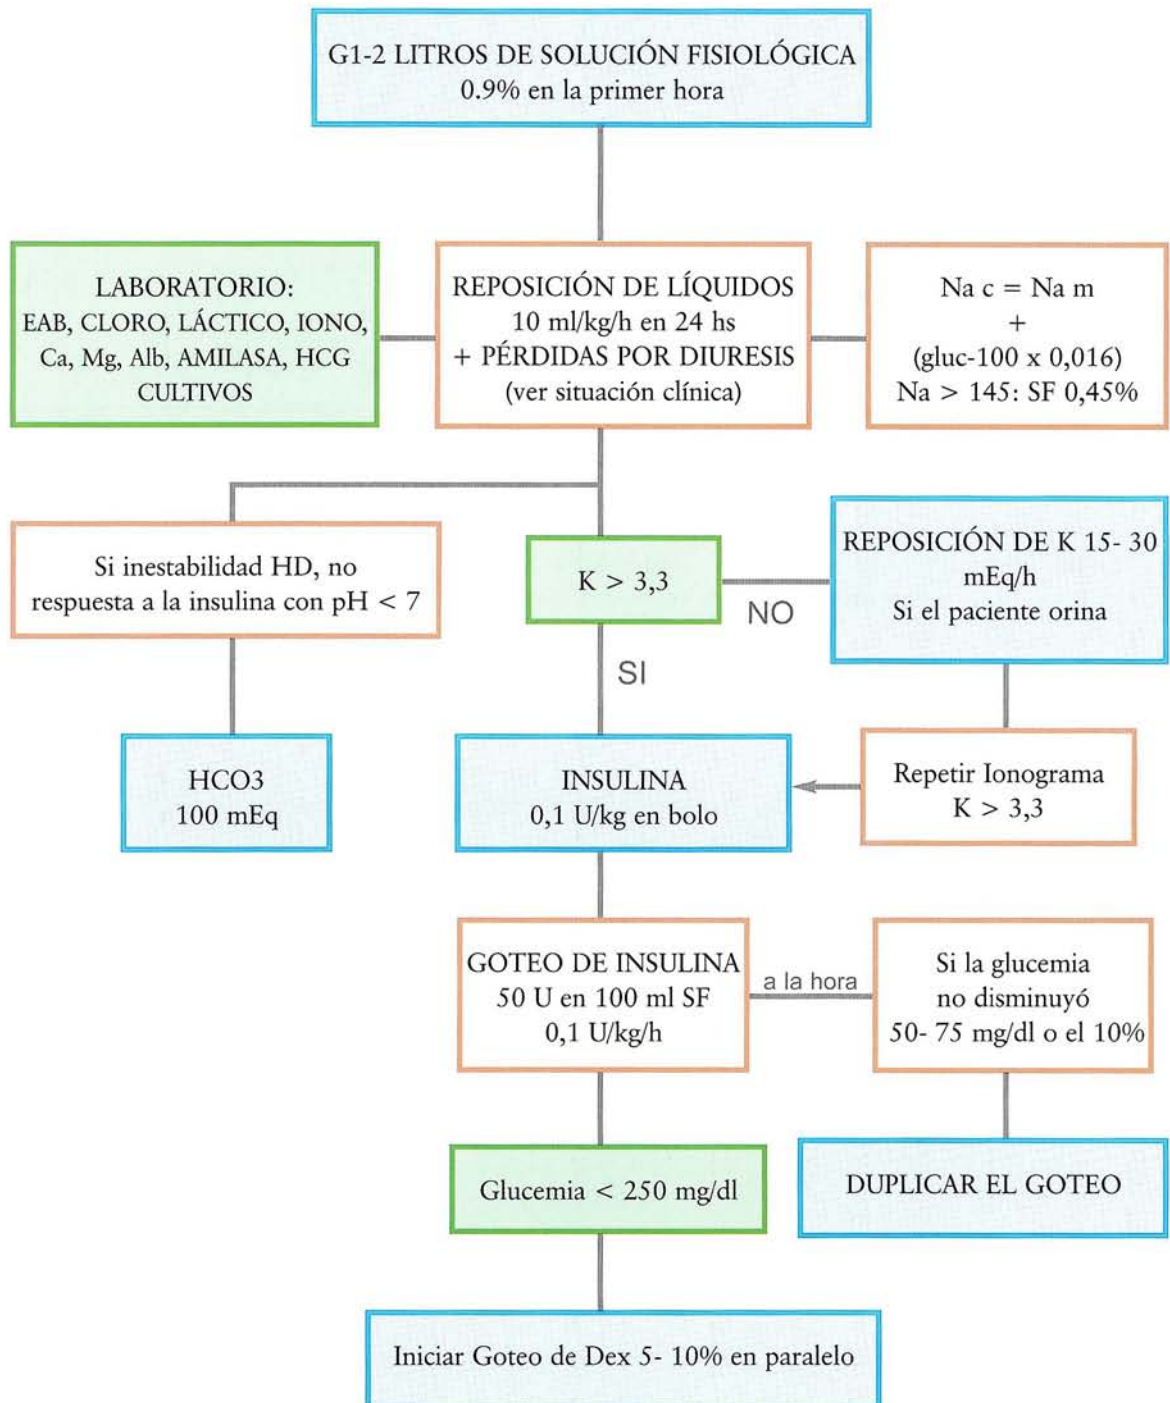 G1-2 LITROS DE SOLUCIÓN FISIOLÓGICA
0.9% en la primer hora
LABORATORIO:
EAB, CLORO, LÁCTICO, IONO,
Ca, Mg, Alb, AMILASA, HCG
CULTIVOS
REPOSICIÓN DE LÍQUIDOS
10 ml/kg/h en 24 hs
+ PÉRDIDAS POR DIURESIS
(ver situación clínica)
Na c = Na m
+
(gluc-100 x 0,016)
Na > 145: SF 0,45%
Si inestabilidad HD, no
respuesta a la insulina con pH < 7
K > 3,3
NO
REPOSICIÓN DE K 15- 30
mEq/h
Si el paciente orina
SI
HCO3
100 mEq
INSULINA
0,1 U/kg en bolo
Repetir Ionograma
K > 3,3
GOTEO DE INSULINA
50 U en 100 ml SF
0,1 U/kg/h
a la hora
Si la glucemia
no disminuyó
50- 75 mg/dl o el 10%
Glucemia < 250 mg/dl
DUPLICAR EL GOTEO
Iniciar Goteo de Dex 5- 10% en paralelo